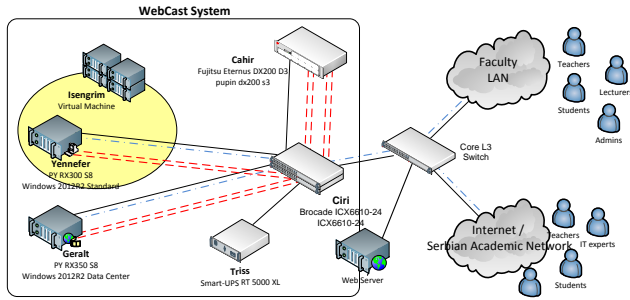 WebCast System
Isengrim
Virtual Machine
Yennefer
PY RX300 S8
Windows 2012R2 Standard
Geralt
PY RX350 S8
Windows 2012R2 Data Center
Cahir
Fujitsu Eternus DX200 D3
pupin dx200 s3
Ciri
Brocade ICX6610-24
ICX6610-24
Triss
Smart-UPS RT 5000 XL
Web Server
Core L3
Switch
Faculty
LAN
Teachers
Lecturers
Students
Admins
Internet /
Serbian Academic Network
Teachers
IT experts
Students